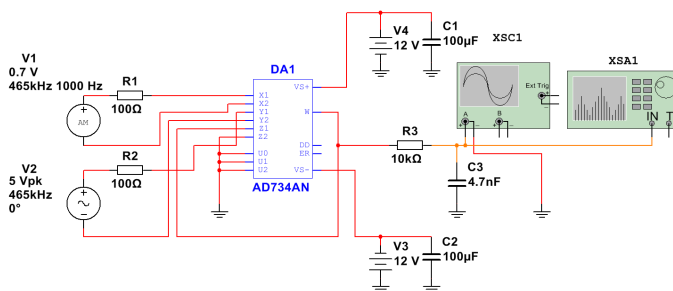 V1
0.7 V
465kHz 1000 Hz
AM
R1
100Ω
V2
5 Vpk
465kHz
0°
R2
100Ω
DA1
X1
X2
Y1
Y2
Z1
Z2
U0
U1
U2
VS+
W
DD
ER
VS-
AD734AN
V4
12 V
C1
100µF
R3
10kΩ
C3
4.7nF
V3
12 V
C2
100µF
XSC1
Ext Trig
A
B
XSA1
IN T